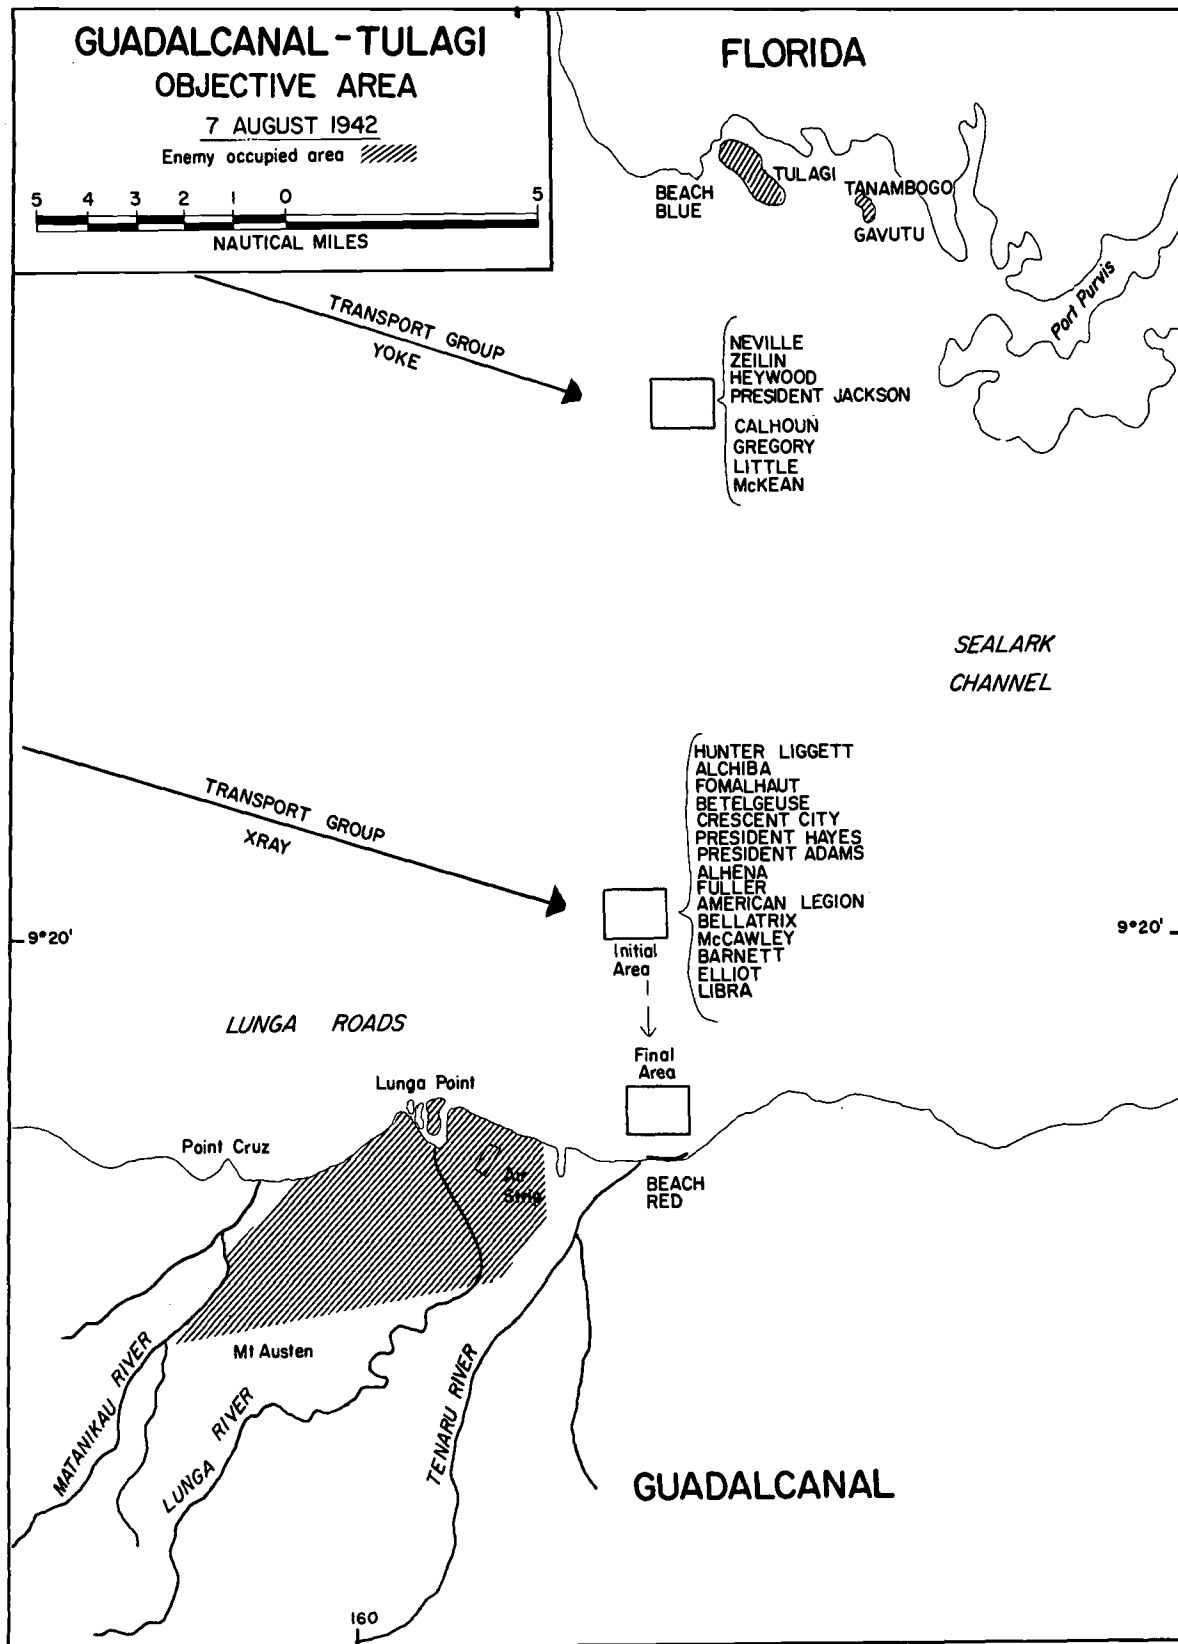 GUADALCANAL-TULAGI
OBJECTIVE AREA
7 AUGUST 1942
Enemy occupied area
5 4 3 2 1 0 5
NAUTICAL MILES
FLORIDA
BEACH
BLUE
TULAGI
TANAMBOGO
GAVUTU
Port Purvis
TRANSPORT GROUP
YOKE
NEVILLE
ZEILIN
HEYWOOD
PRESIDENT JACKSON
CALHOUN
GREGORY
LITTLE
McKEAN
SEALARK
CHANNEL
TRANSPORT GROUP
XRAY
HUNTER LIGGETT
ALCHIBA
FOMALHAUT
BETELGEUSE
CRESCENT CITY
PRESIDENT HAYES
PRESIDENT ADAMS
ALHENA
FULLER
AMERICAN LEGION
BELLATRIX
McCAWLEY
BARNETT
ELLIOT
LIBRA
9°20'
9°20'
Initial
Area
LUNGA ROADS
Final
Area
Lunga Point
Point Cruz
Air
Strip
BEACH
RED
Mt Austen
MATANIKAU RIVER
LUNGA RIVER
TENARU RIVER
GUADALCANAL
160